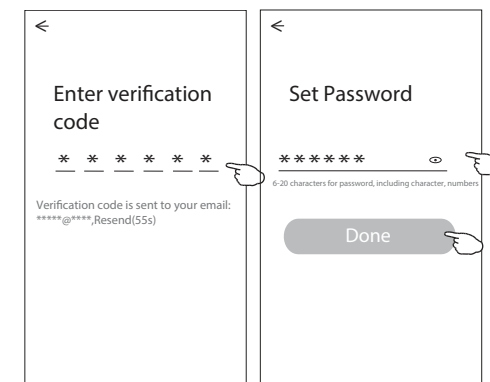 Enter verification
code
* * * * * *
Verification code is sent to your email:
*****@****,Resend(55s)
Set Password
******
6-20 characters for password, including character, numbers
Done